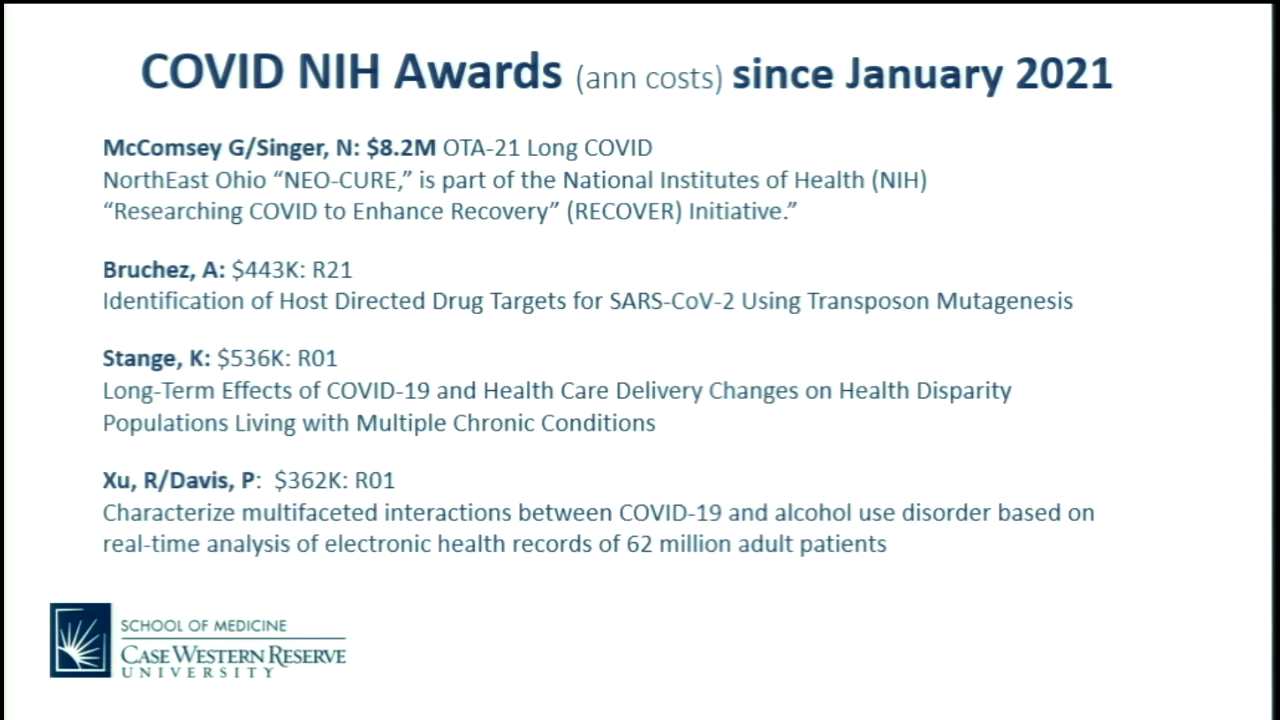 COVID NIH Awards (ann costs) since January 2021
McComsey G/Singer, N: $8.2M OTA-21 Long COVID
NorthEast Ohio “NEO-CURE,” is part of the National Institutes of Health (NIH)
“Researching COVID to Enhance Recovery” (RECOVER) Initiative.”
Bruchez, A: $443K: R21
Identification of Host Directed Drug Targets for SARS-CoV-2 Using Transposon Mutagenesis
Stange, K: $536K: R01
Long-Term Effects of COVID-19 and Health Care Delivery Changes on Health Disparity
Populations Living with Multiple Chronic Conditions
Xu, R/Davis, P:  $362K: R01
Characterize multifaceted interactions between COVID-19 and alcohol use disorder based on
real-time analysis of electronic health records of 62 million adult patients
SCHOOL OF MEDICINE
CASE WESTERN RESERVE
UNIVERSITY